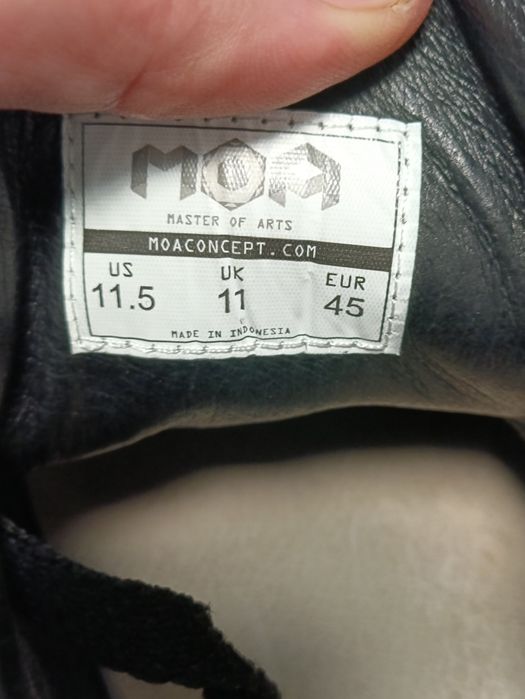 MOA
MASTER OF ARTS
MOACONCEPT.COM
US UK EUR
11.5 11 45
MADE IN INDONESIA